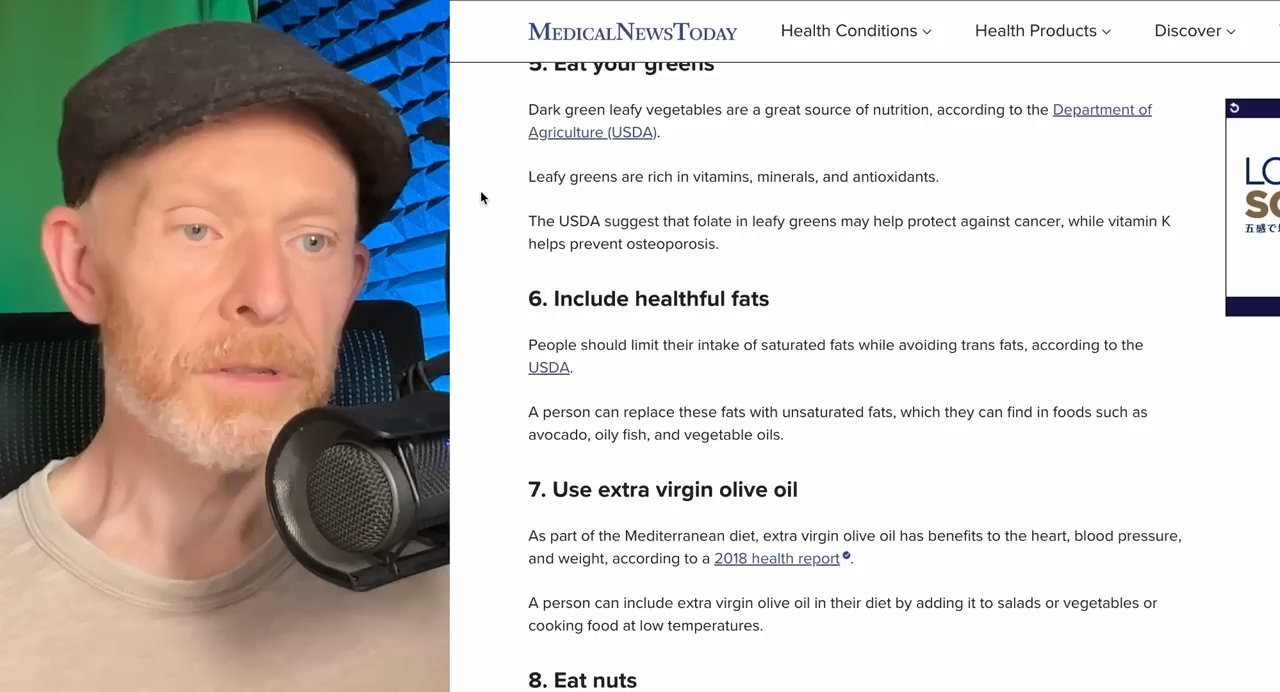 MEDICALNEWSTODAY
Health Conditions
Health Products
Discover
5. Eat your greens
Dark green leafy vegetables are a great source of nutrition, according to the Department of
Agriculture (USDA).
Leafy greens are rich in vitamins, minerals, and antioxidants.
The USDA suggest that folate in leafy greens may help protect against cancer, while vitamin K
helps prevent osteoporosis.
6. Include healthful fats
People should limit their intake of saturated fats while avoiding trans fats, according to the
USDA.
A person can replace these fats with unsaturated fats, which they can find in foods such as
avocado, oily fish, and vegetable oils.
7. Use extra virgin olive oil
As part of the Mediterranean diet, extra virgin olive oil has benefits to the heart, blood pressure,
and weight, according to a 2018 health report.
A person can include extra virgin olive oil in their diet by adding it to salads or vegetables or
cooking food at low temperatures.
8. Eat nuts
五感で